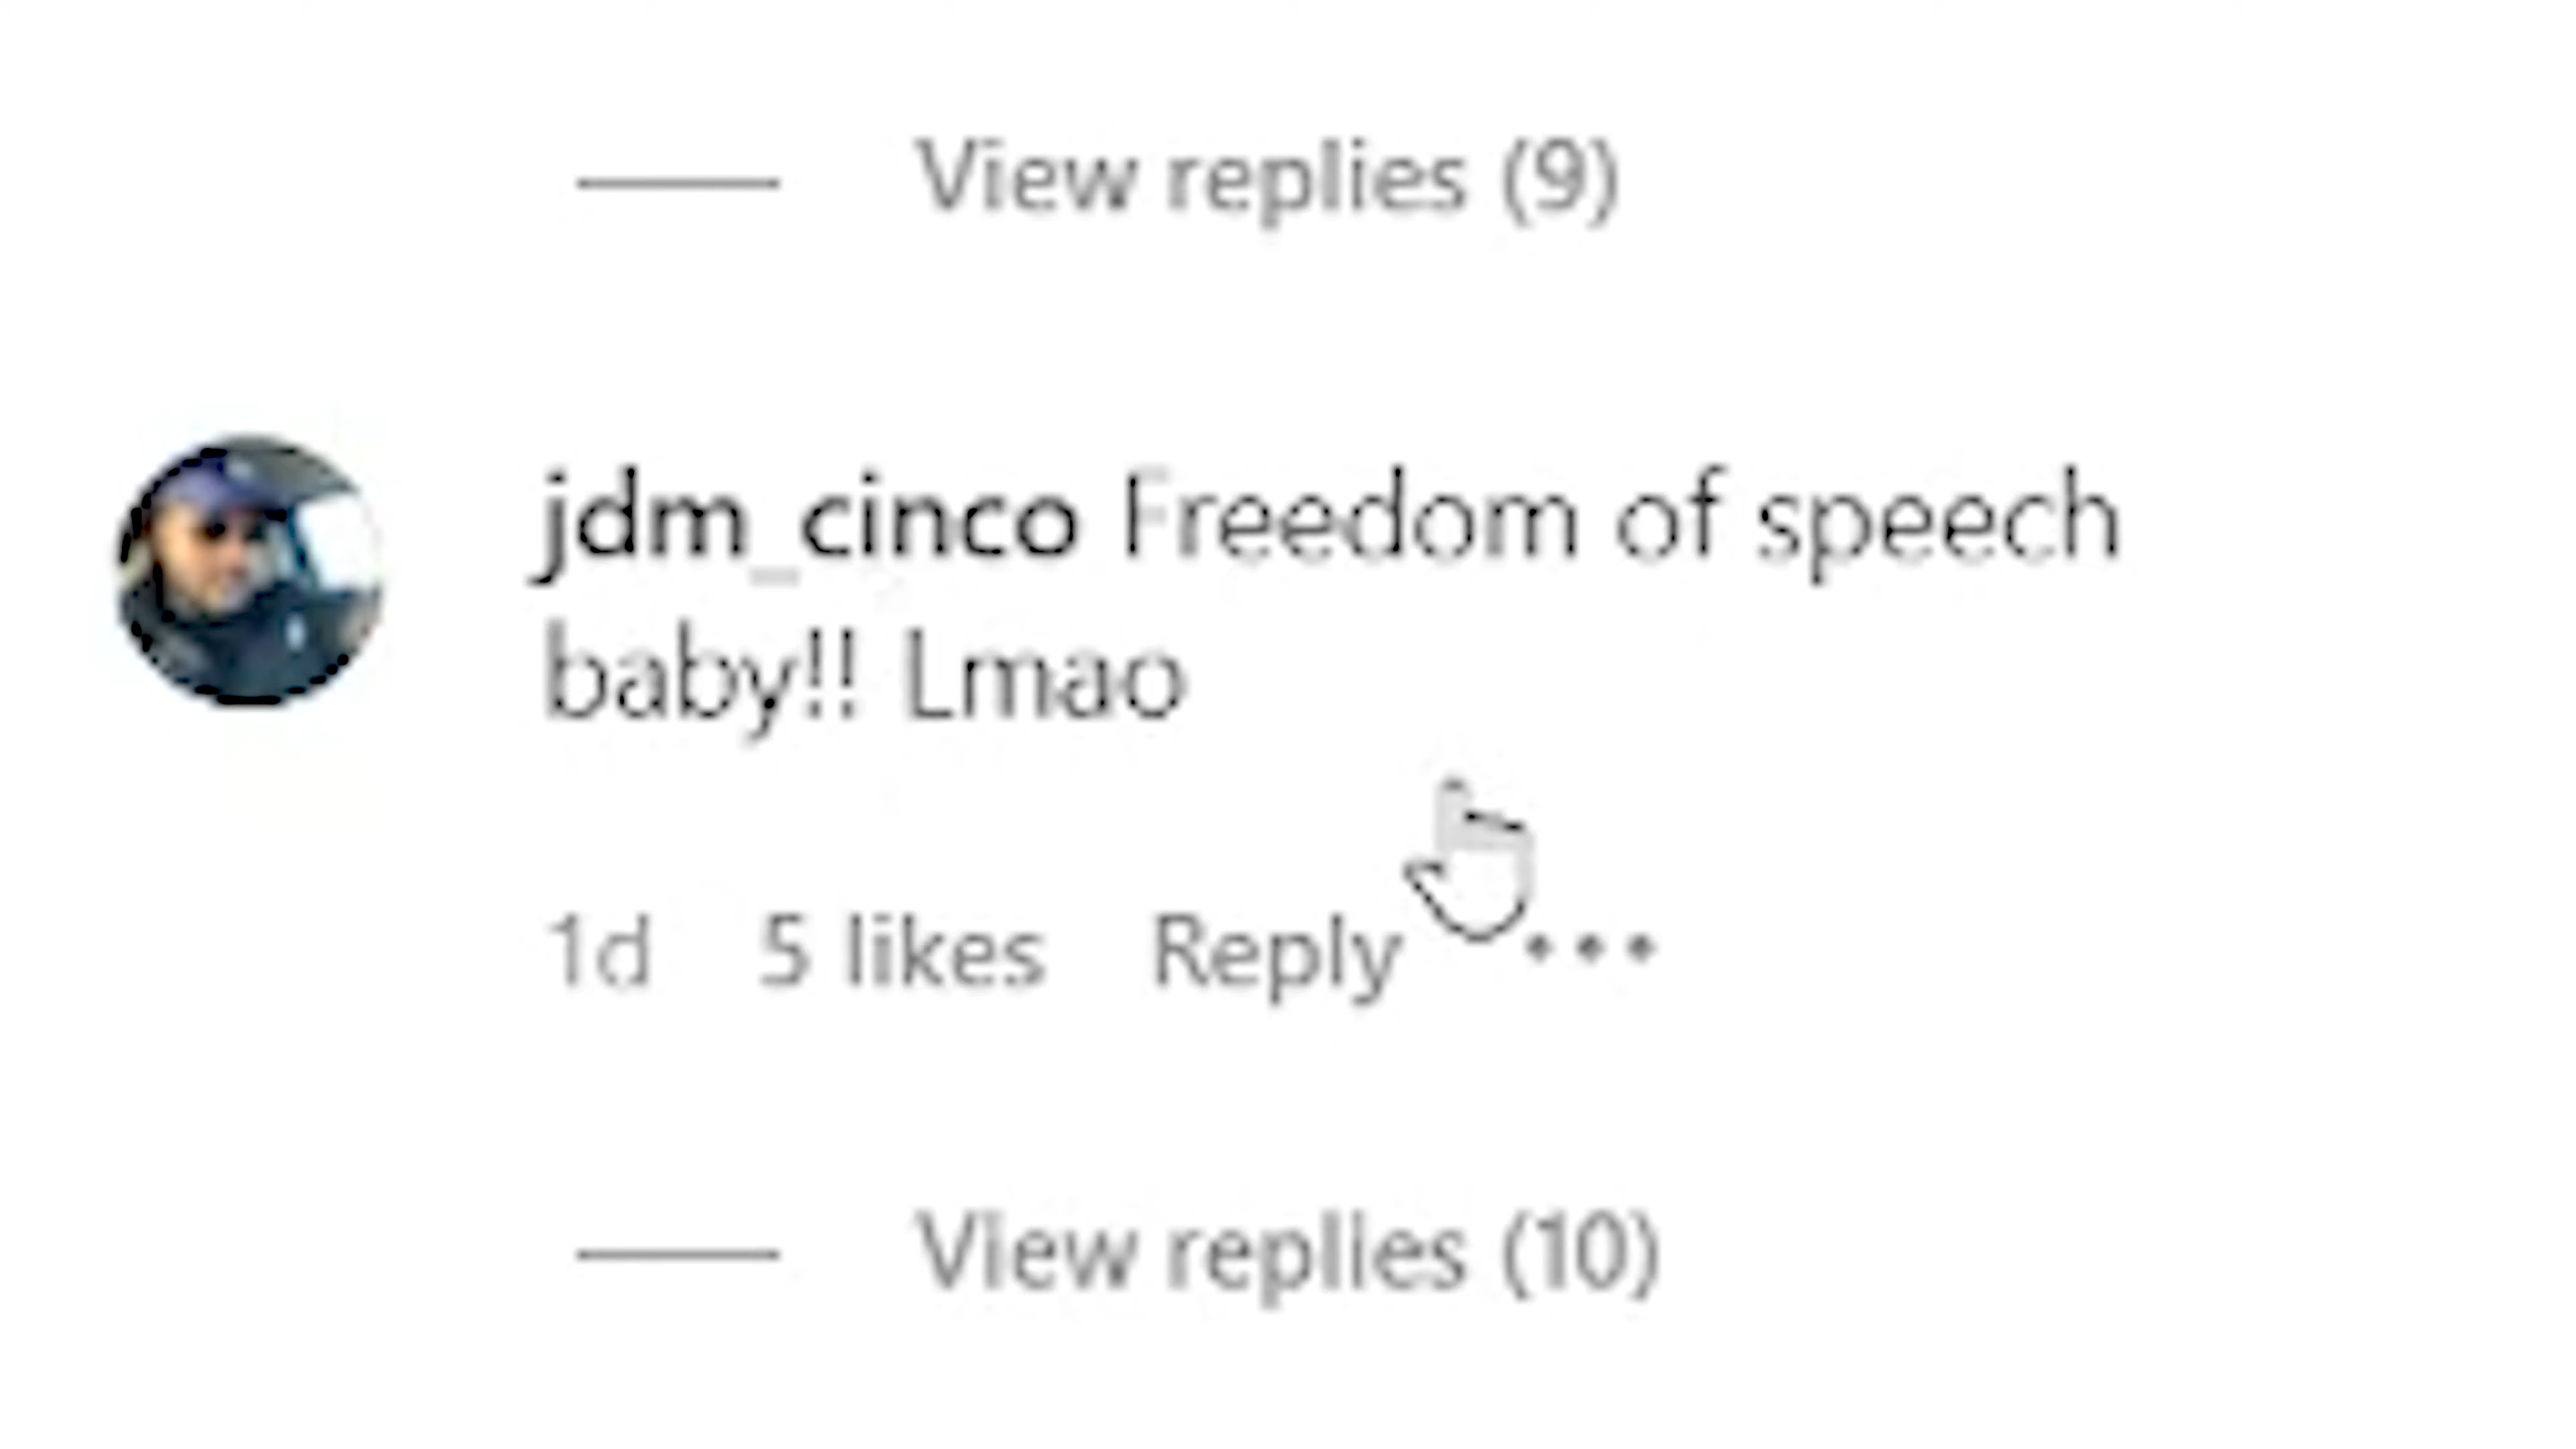 View replies (9)
jdm_cinco Freedom of speech
baby!! Lmao
1d 5 likes Reply
View replies (10)